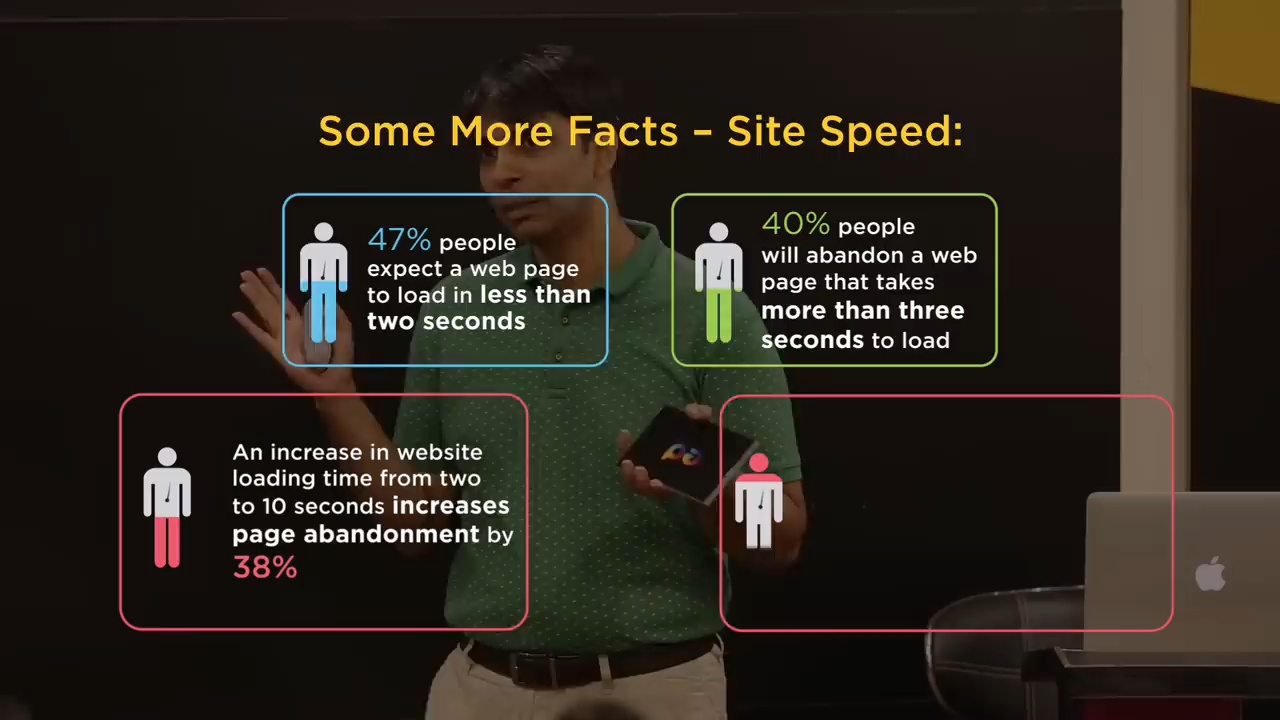 Some More Facts – Site Speed:
47% people
expect a web page
to load in less than
two seconds
40% people
will abandon a web
page that takes
more than three
seconds to load
An increase in website
loading time from two
to 10 seconds increases
page abandonment by
38%